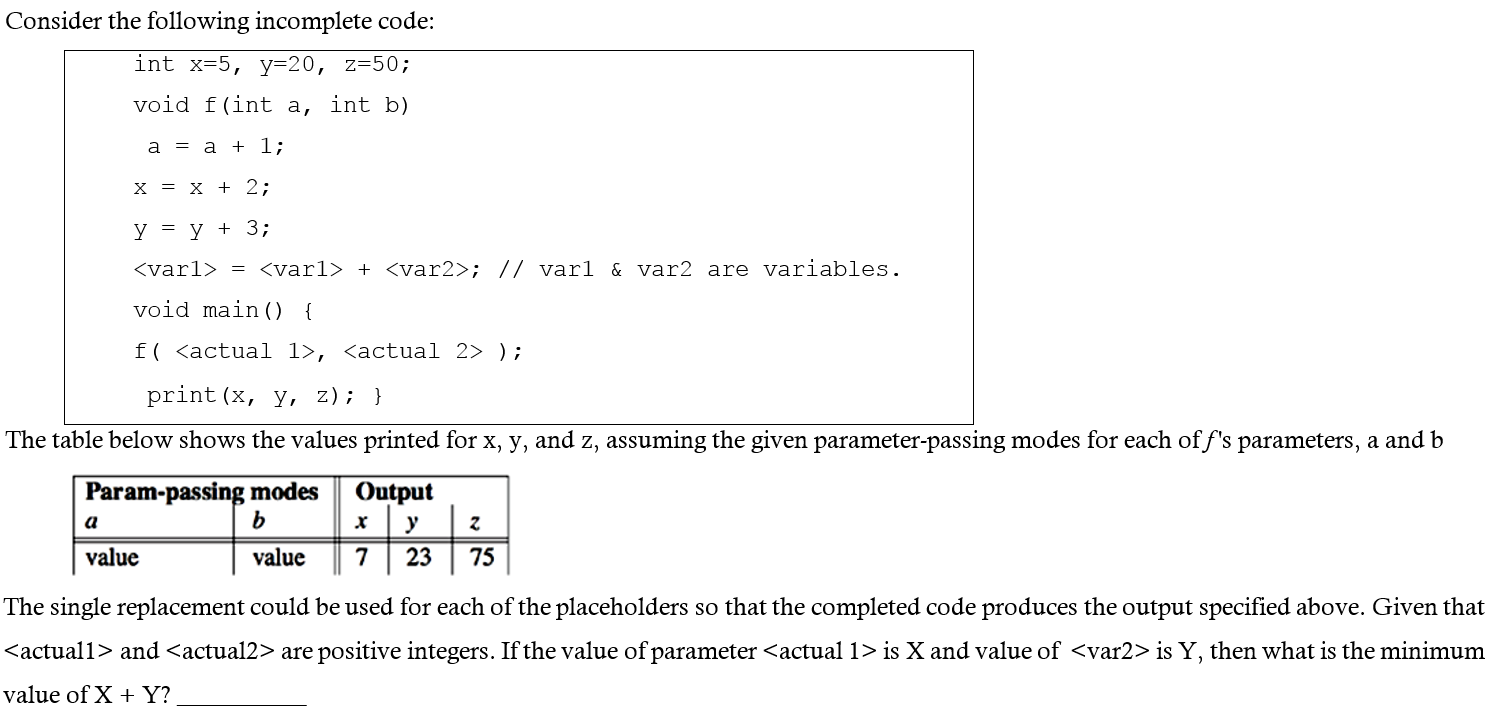 Consider the following incomplete code:
int x=5, y=20, z=50;
void f(int a, int b)
a = a + 1;
x = x + 2;
y = y + 3;
<var1> = <var1> + <var2>; // var1 & var2 are variables.
void main() {
f( <actual 1>, <actual 2> );
print(x, y, z); }
The table below shows the values printed for x, y, and z, assuming the given parameter-passing modes for each of f's parameters, a and b
Param-passing modes Output
a b x y z
value value 7 23 75
The single replacement could be used for each of the placeholders so that the completed code produces the output specified above. Given that
<actual1> and <actual2> are positive integers. If the value of parameter <actual 1> is X and value of <var2> is Y, then what is the minimum
value of X + Y? __________